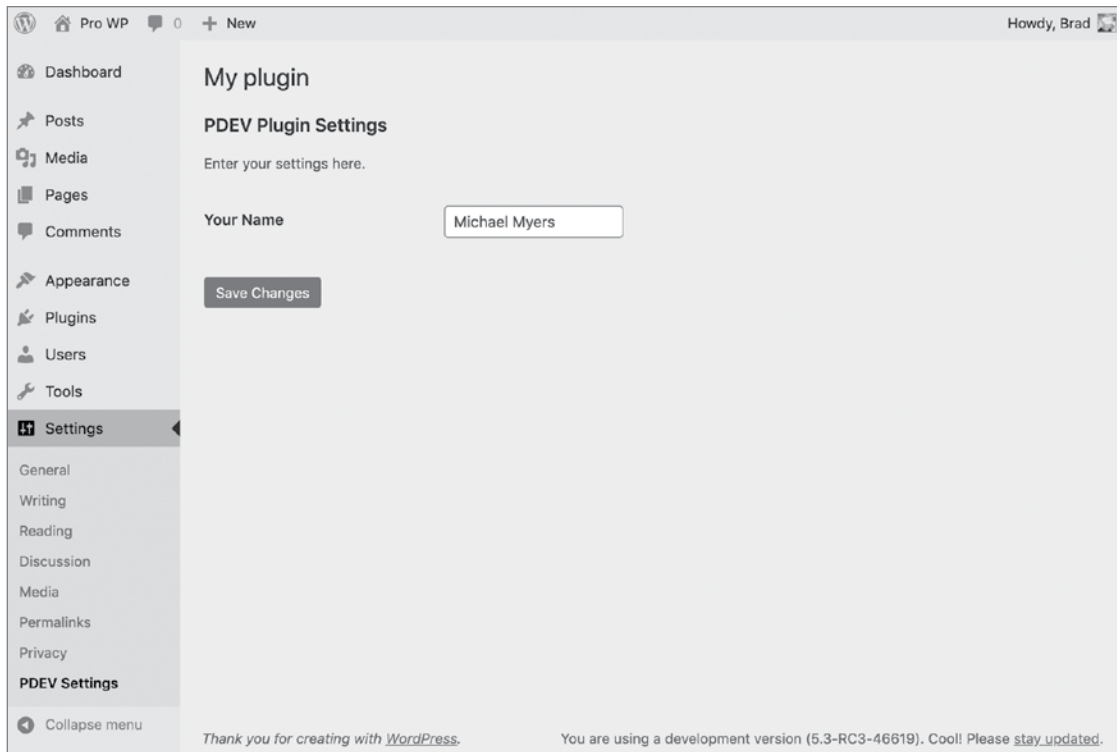 Pro WP 0 + New Howdy, Brad
Dashboard
Posts
Media
Pages
Comments
Appearance
Plugins
Users
Tools
Settings
General
Writing
Reading
Discussion
Media
Permalinks
Privacy
PDEV Settings
Collapse menu
My plugin
PDEV Plugin Settings
Enter your settings here.
Your Name Michael Myers
Save Changes
Thank you for creating with WordPress. You are using a development version (5.3-RC3-46619). Cool! Please stay updated.